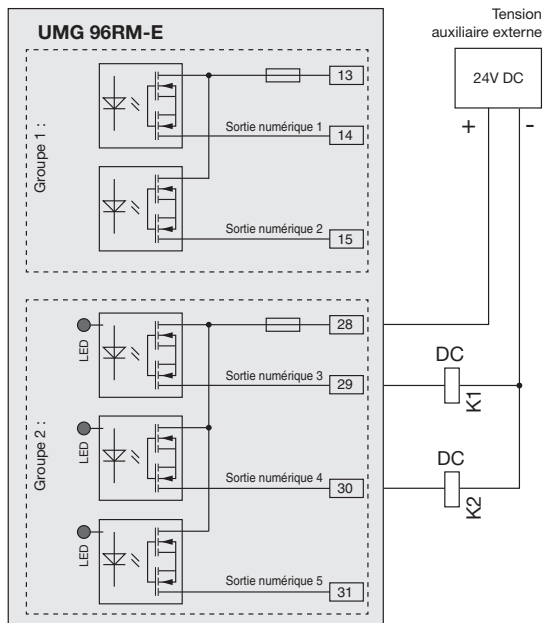 Tension
auxiliaire externe
UMG 96RM-E
24V DC
+
-
Groupe 1 :
13
Sortie numérique 1
14
Sortie numérique 2
15
Groupe 2 :
LED
28
Sortie numérique 3
29
DC
K1
LED
Sortie numérique 4
30
DC
K2
LED
Sortie numérique 5
31